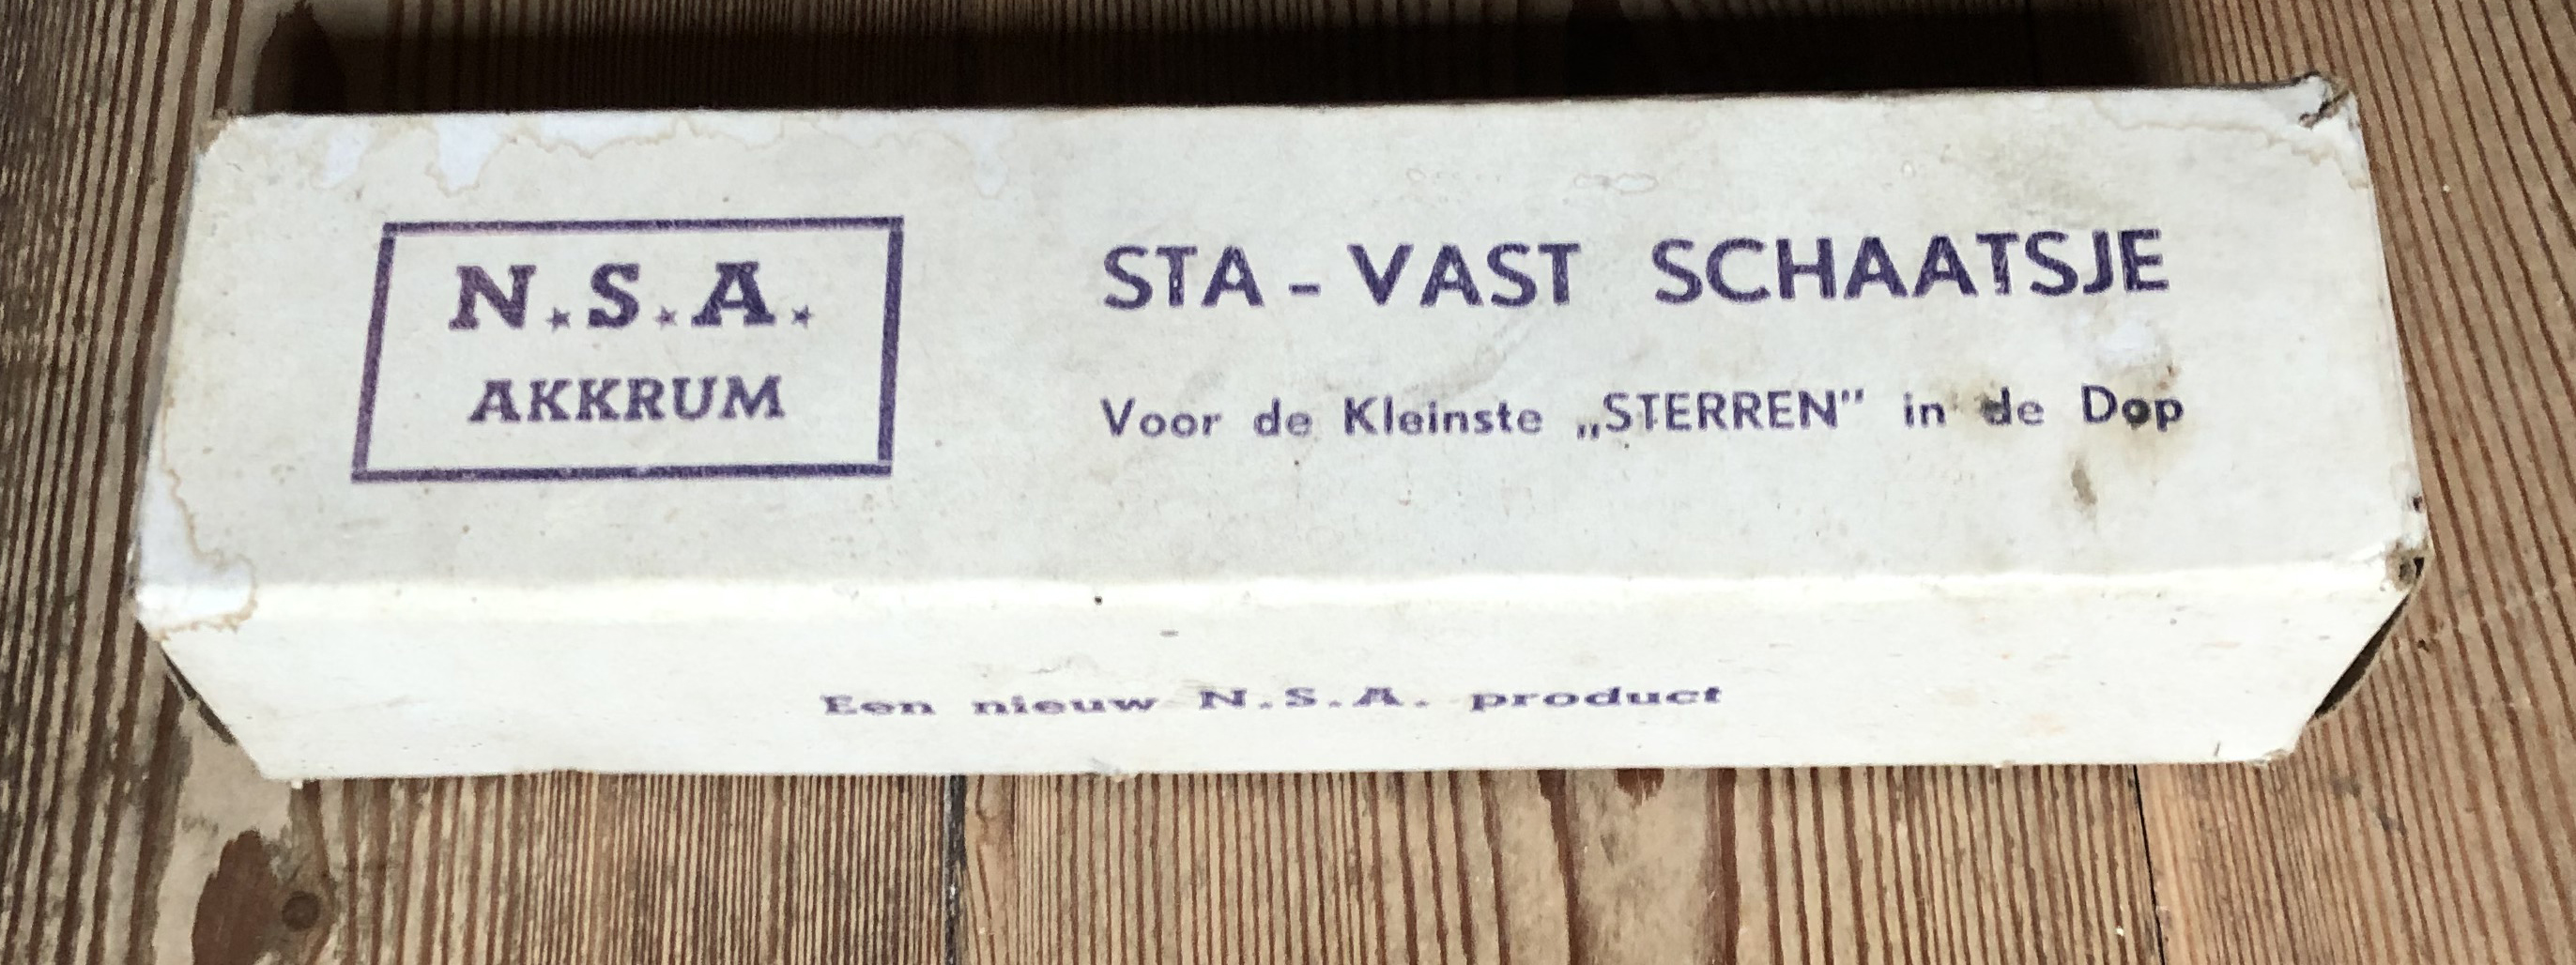 N.S.A.
AKKRUM
STA-VAST SCHAATSJE
Voor de Kleinste „STERREN” in de Dop
Een nieuw N.S.A. product